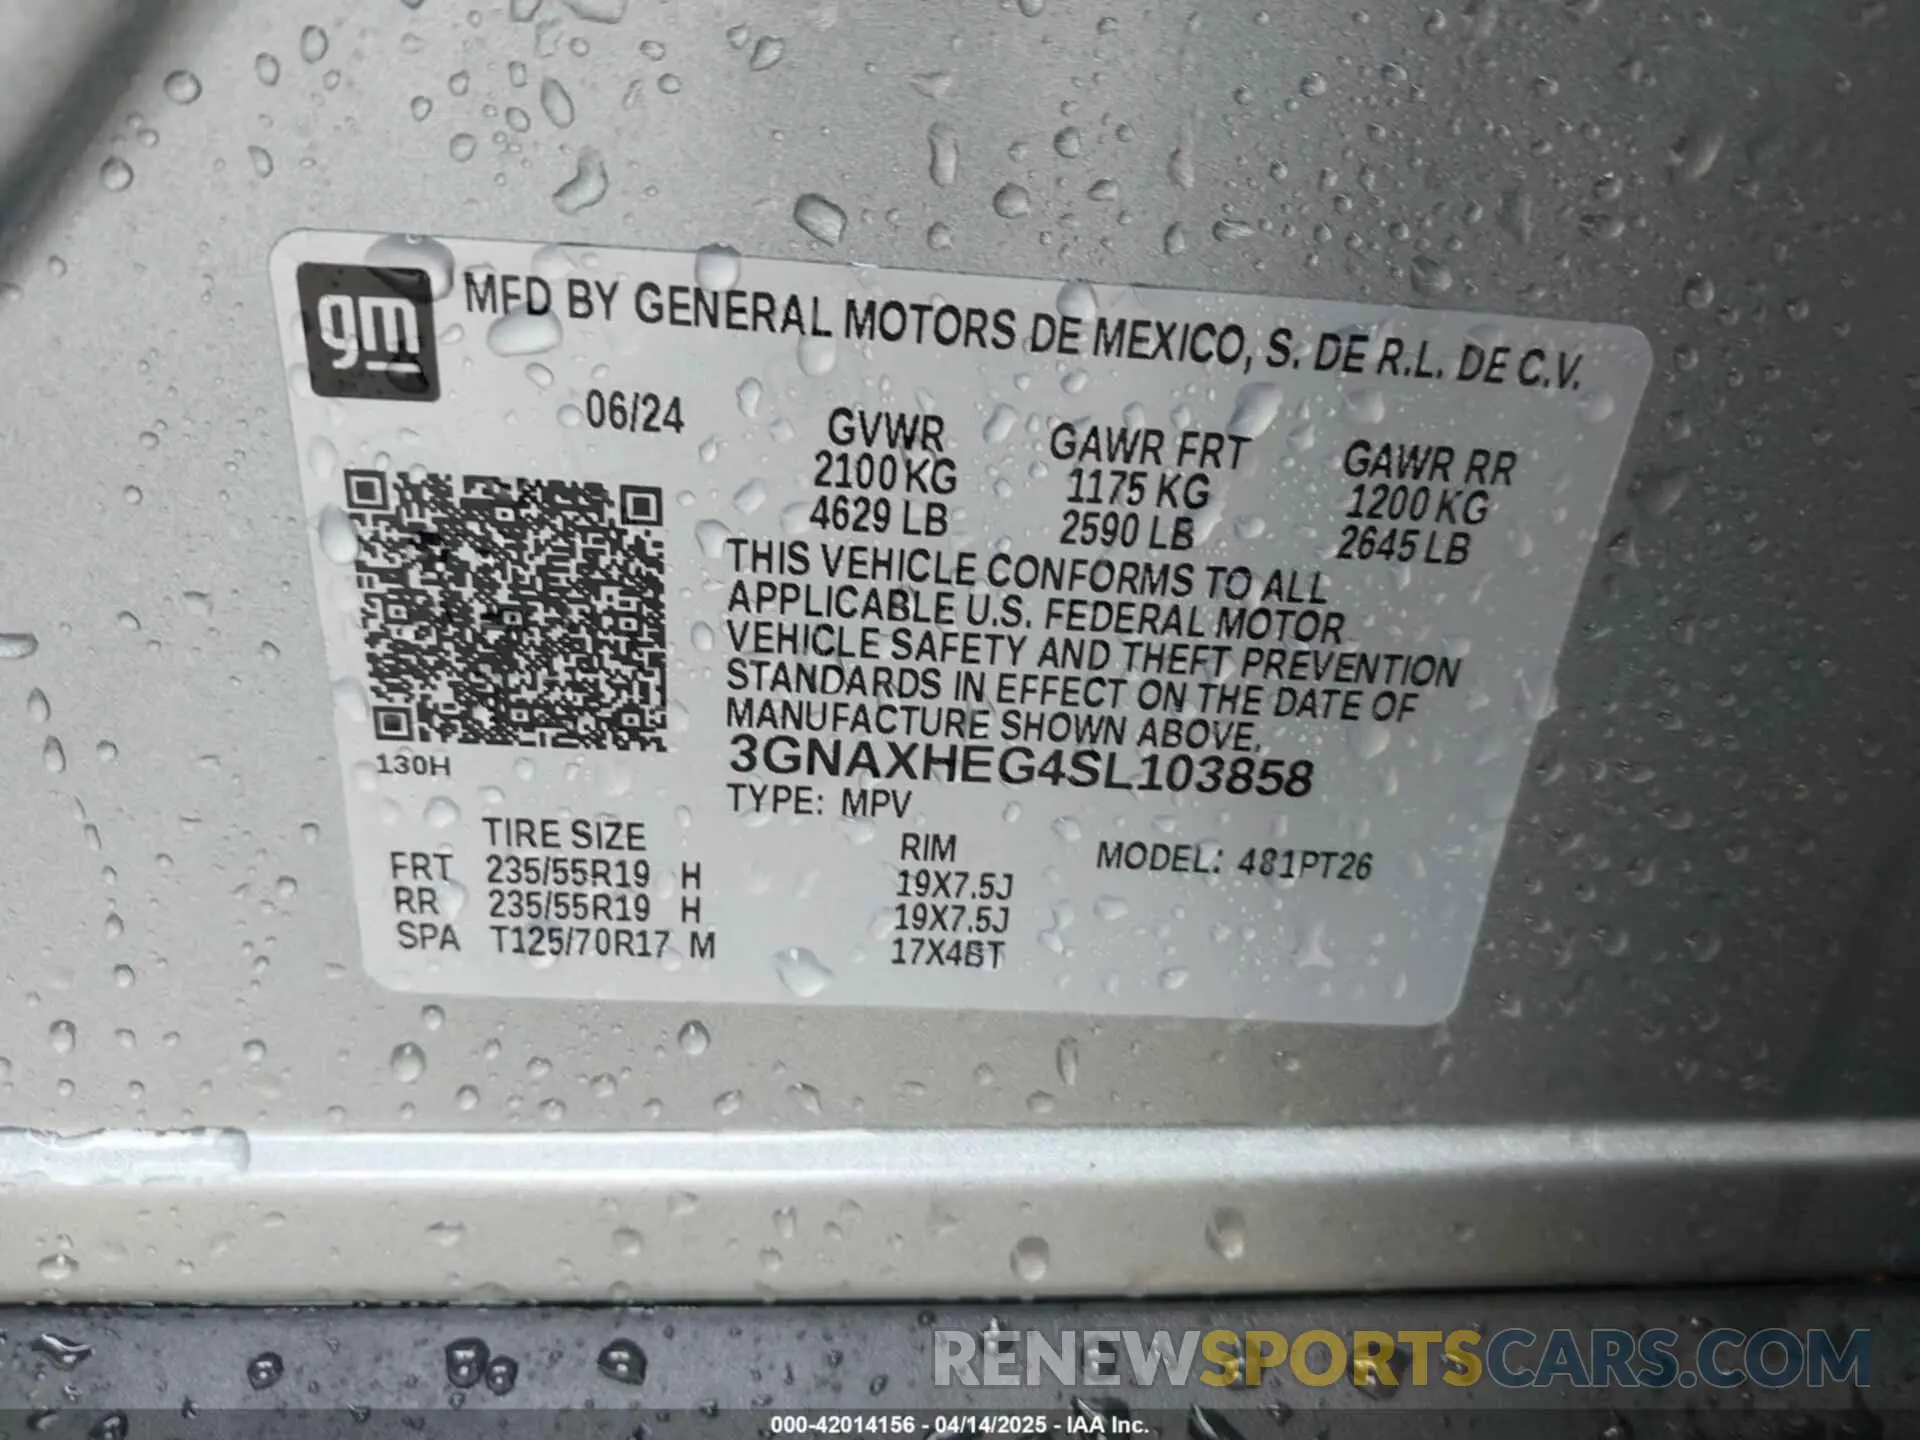 gm
MFD BY GENERAL MOTORS DE MEXICO, S. DE R.L. DE C.V.
06/24
GVWR GAWR FRT GAWR RR
2100 KG 1175 KG 1200 KG
4629 LB 2590 LB 2645 LB
THIS VEHICLE CONFORMS TO ALL
APPLICABLE U.S. FEDERAL MOTOR
VEHICLE SAFETY AND THEFT PREVENTION
STANDARDS IN EFFECT ON THE DATE OF
MANUFACTURE SHOWN ABOVE.
130H
3GNAXHEG4SL103858
TYPE: MPV
TIRE SIZE RIM MODEL: 481PT26
FRT 235/55R19 H 19X7.5J
RR 235/55R19 H 19X7.5J
SPA T125/70R17 M 17X4BT
RENEWSPORTSCARS.COM
000-42014156 - 04/14/2025 - IAA Inc.